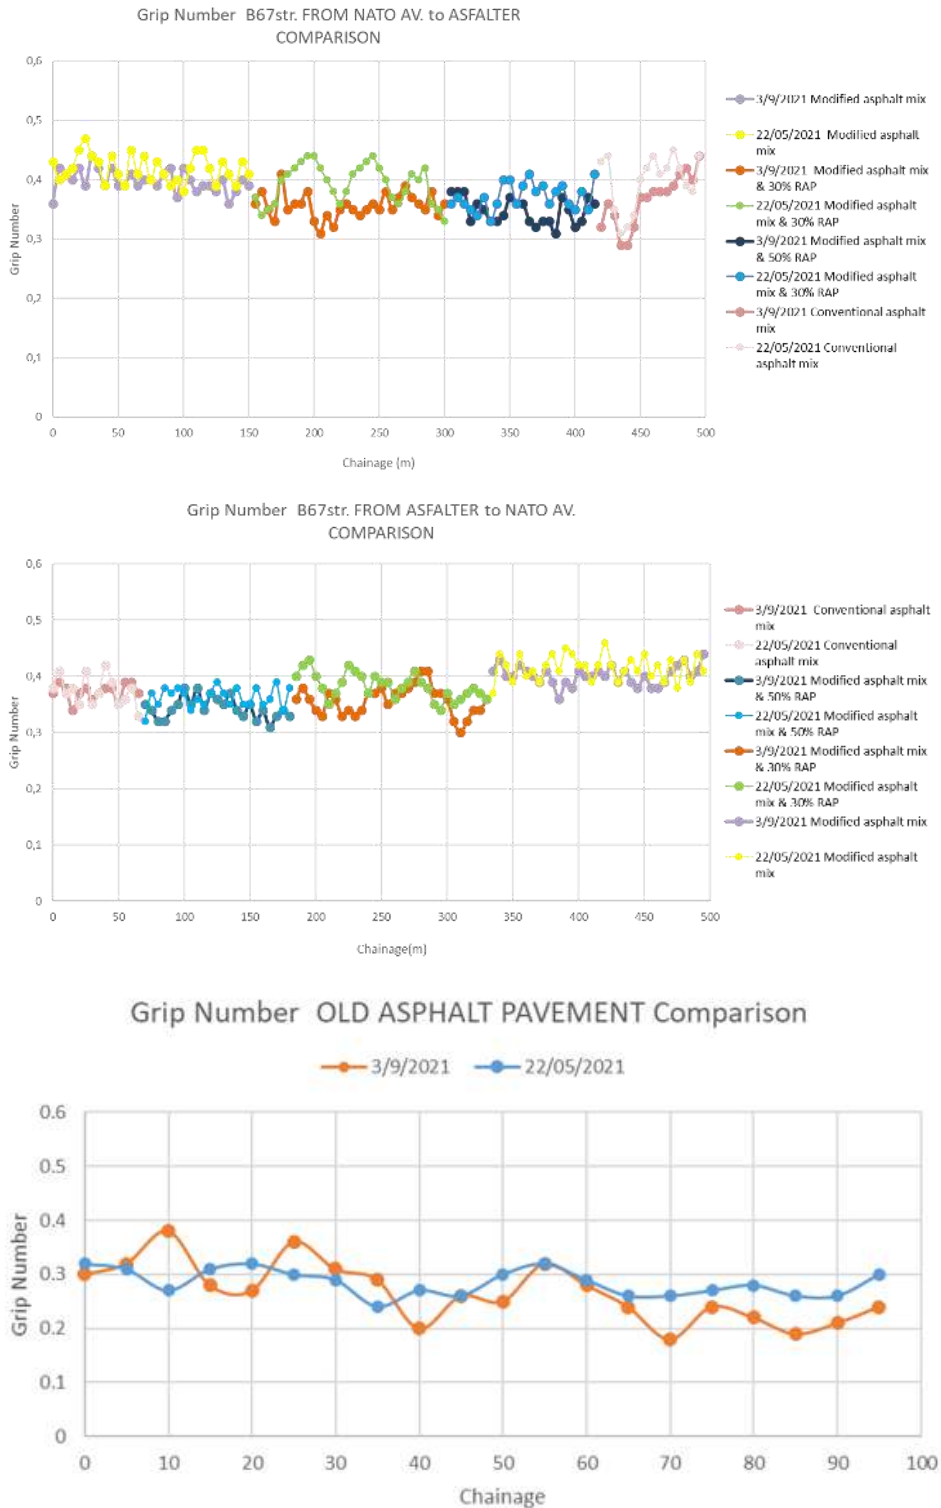 Grip Number B67str. FROM NATO AV. to ASFALTER
COMPARISON
0,6
0,5
0,4
0,3
0,2
0,1
0
Grip Number
0 50 100 150 200 250 300 350 400 450 500
Chainage (m)
3/9/2021 Modified asphalt mix
22/05/2021 Modified asphalt
mix
3/9/2021 Modified asphalt mix
& 30% RAP
22/05/2021 Modified asphalt
mix & 30% RAP
3/9/2021 Modified asphalt mix
& 50% RAP
22/05/2021 Modified asphalt
mix & 30% RAP
3/9/2021 Conventional asphalt
mix
22/05/2021 Conventional
asphalt mix
Grip Number B67str. FROM ASFALTER to NATO AV.
COMPARISON
0,6
0,5
0,4
0,3
0,2
0,1
0
Grip Number
0 50 100 150 200 250 300 350 400 450 500
Chainage(m)
3/9/2021 Conventional asphalt
mix
22/05/2021 Conventional
asphalt mix
3/9/2021 Modified asphalt mix
& 50% RAP
22/05/2021 Modified asphalt
mix & 50% RAP
3/9/2021 Modified asphalt mix
& 30% RAP
22/05/2021 Modified asphalt
mix & 30% RAP
3/9/2021 Modified asphalt mix
22/05/2021 Modified asphalt
mix
Grip Number OLD ASPHALT PAVEMENT Comparison
3/9/2021 22/05/2021
0.6
0.5
0.4
0.3
0.2
0.1
0
Grip Number
0 10 20 30 40 50 60 70 80 90 100
Chainage